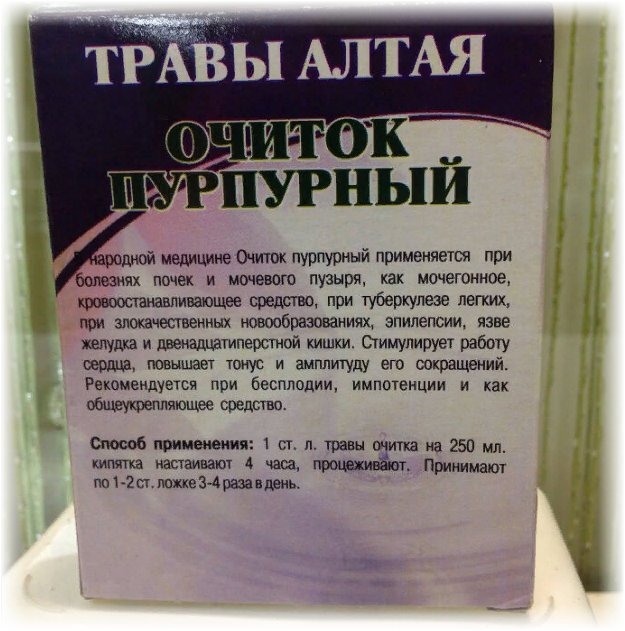 ТРАВЫ АЛТАЯ
ОЧИТОК
ПУРПУРНЫЙ
В народной медицине Очиток пурпурный применяется при
болезнях почек и мочевого пузыря, как мочегонное,
кровоостанавливающее средство, при туберкулезе легких,
при злокачественных новообразованиях, эпилепсии, язве
желудка и двенадцатиперстной кишки. Стимулирует работу
сердца, повышает тонус и амплитуду его сокращений.
Рекомендуется при бесплодии, импотенции и как
общеукрепляющее средство.
Способ применения: 1 ст. л. травы очитка на 250 мл.
кипятка настаивают 4 часа, процеживают. Принимают
по 1-2 ст. ложке 3-4 раза в день.